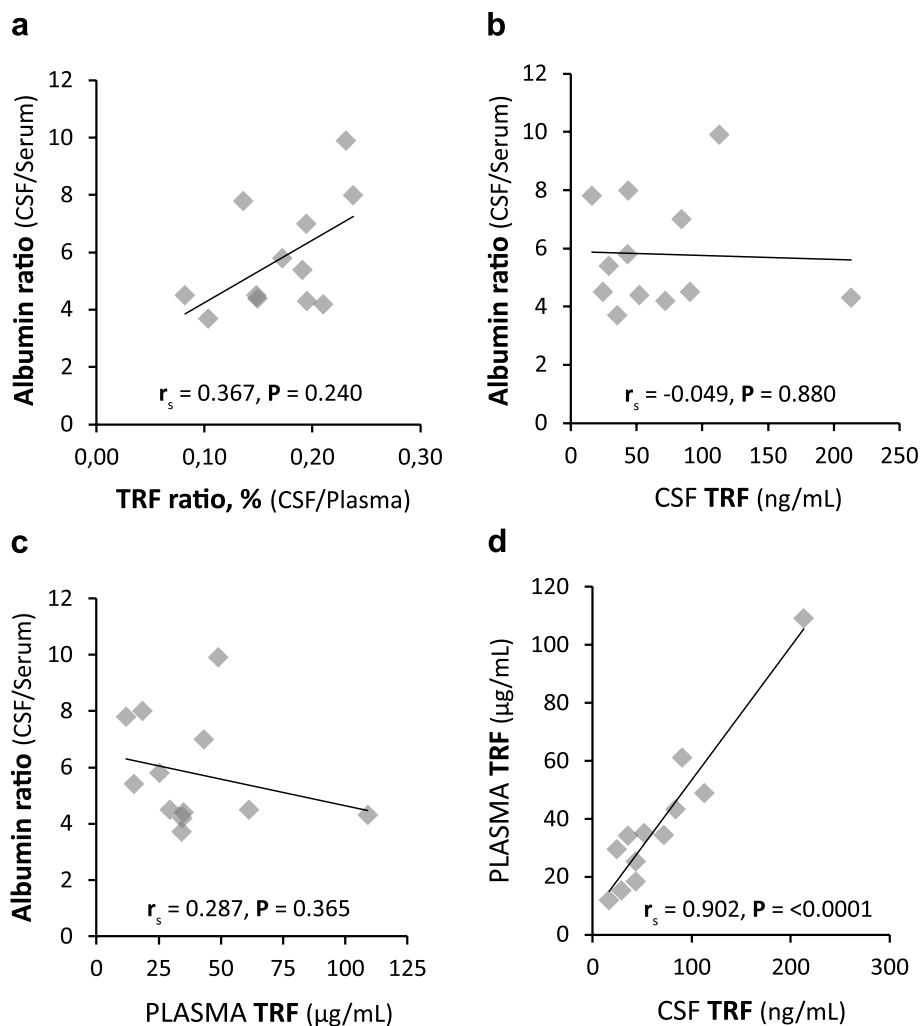 a
Albumin ratio (CSF/Serum)
12
10
8
6
4
2
0
r_s = 0.367, P = 0.240
0,00 0,10 0,20 0,30
TRF ratio, % (CSF/Plasma)
b
Albumin ratio (CSF/Serum)
12
10
8
6
4
2
0
r_s = -0.049, P = 0.880
0 50 100 150 200 250
CSF TRF (ng/mL)
c
Albumin ratio (CSF/Serum)
12
10
8
6
4
2
0
r_s = 0.287, P = 0.365
0 25 50 75 100 125
PLASMA TRF (µg/mL)
d
PLASMA TRF (µg/mL)
120
100
80
60
40
20
0
r_s = 0.902, P = <0.0001
0 100 200 300
CSF TRF (ng/mL)